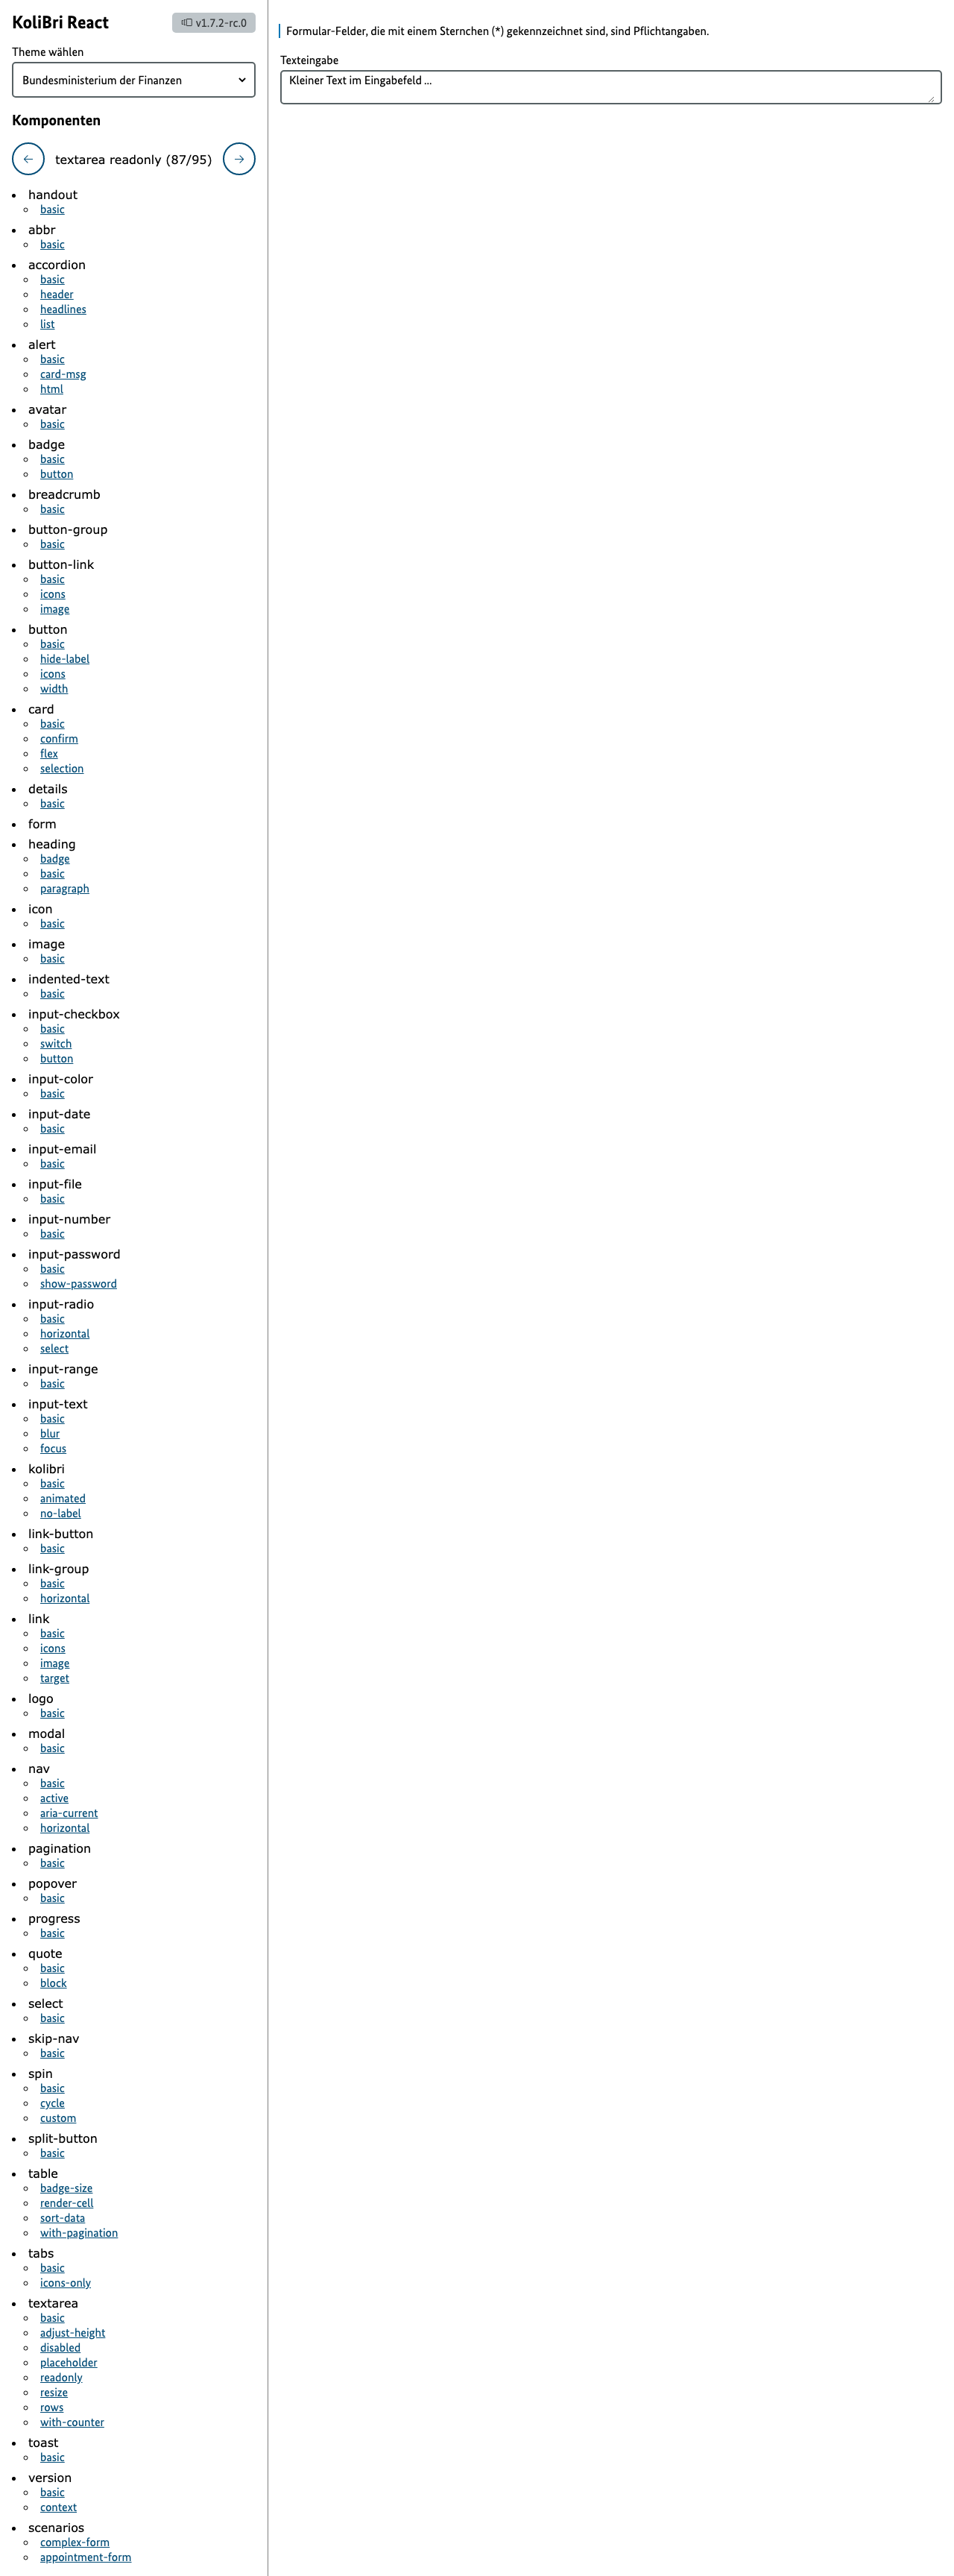 KoliBri React
v1.7.2-rc.0
Theme wählen
Bundesministerium der Finanzen
Komponenten
textarea readonly (87/95)
handout
basic
abbr
basic
accordion
basic
header
headlines
list
alert
basic
card-msg
html
avatar
basic
badge
basic
button
breadcrumb
basic
button-group
basic
button-link
basic
icons
image
button
basic
hide-label
icons
width
card
basic
confirm
flex
selection
details
basic
form
heading
badge
basic
paragraph
icon
basic
image
basic
indented-text
basic
input-checkbox
basic
switch
button
input-color
basic
input-date
basic
input-email
basic
input-file
basic
input-number
basic
input-password
basic
show-password
input-radio
basic
horizontal
select
input-range
basic
input-text
basic
blur
focus
kolibri
basic
animated
no-label
link-button
basic
link-group
basic
horizontal
link
basic
icons
image
target
logo
basic
modal
basic
nav
basic
active
aria-current
horizontal
pagination
basic
popover
basic
progress
basic
quote
basic
block
select
basic
skip-nav
basic
spin
basic
cycle
custom
split-button
basic
table
badge-size
render-cell
sort-data
with-pagination
tabs
basic
icons-only
textarea
basic
adjust-height
disabled
placeholder
readonly
resize
rows
with-counter
toast
basic
version
basic
context
scenarios
complex-form
appointment-form
Formular-Felder, die mit einem Sternchen (*) gekennzeichnet sind, sind Pflichtangaben.
Texteingabe
Kleiner Text im Eingabefeld ...